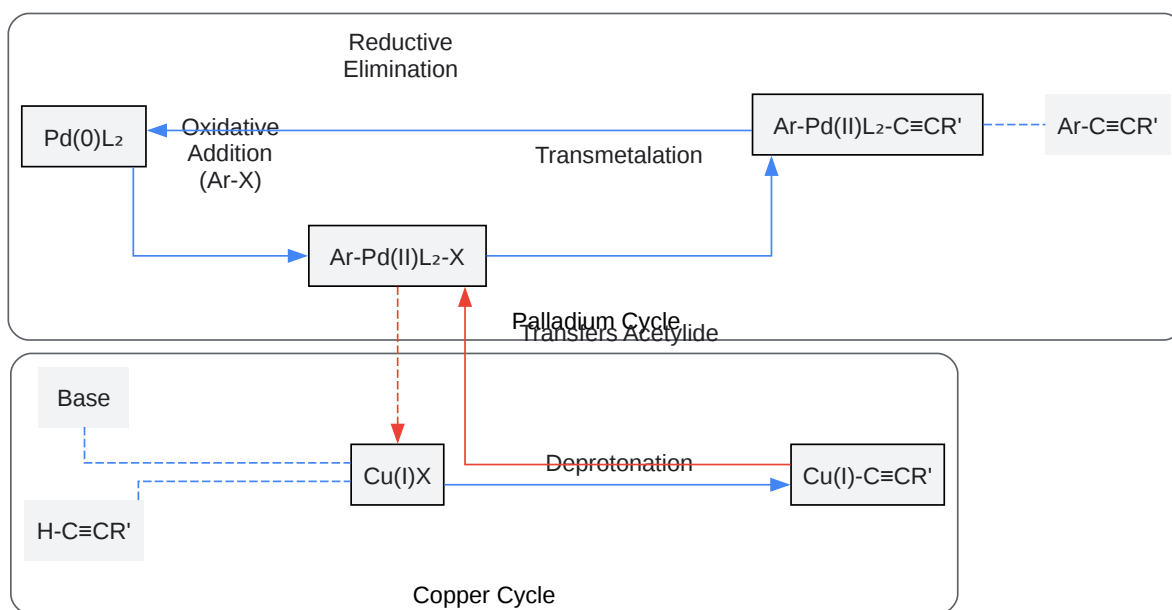 Reductive
Elimination
Pd(0)L₂
Oxidative
Addition
(Ar-X)
Transmetalation
Ar-Pd(II)L₂-C≡CR'
Ar-C≡CR'
Ar-Pd(II)L₂-X
Palladium Cycle
Transfers Acetylide
Base
H-C≡CR'
Cu(I)X
Deprotonation
Cu(I)-C≡CR'
Copper Cycle